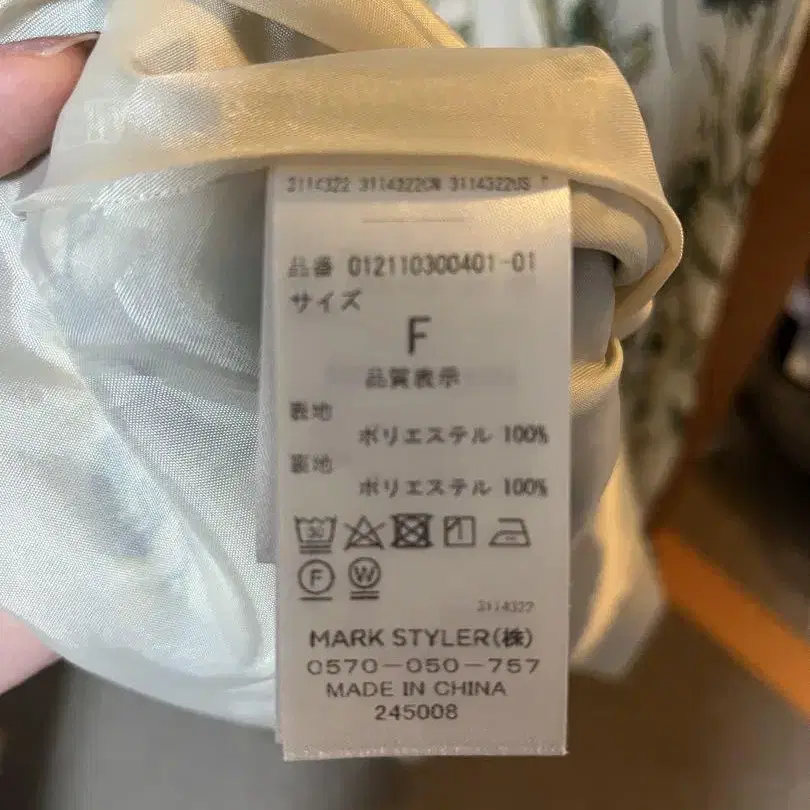 3114322 3114322CN 3114322US
品番 012110300401-01
サイズ
F
品質表示
表地
ポリエステル 100%
裏地
ポリエステル 100%
30
F W
3114322
MARK STYLER(株)
0570-050-757
MADE IN CHINA
245008